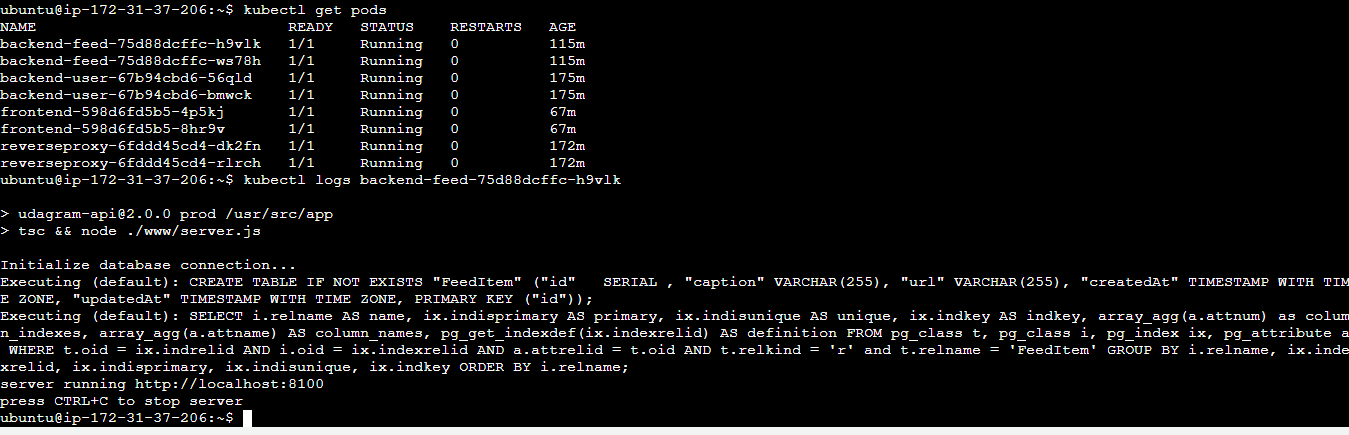 ubuntu@ip-172-31-37-206:~$ kubectl get pods
NAME                            READY   STATUS    RESTARTS   AGE
backend-feed-75d88dcffc-h9vlk   1/1     Running   0          115m
backend-feed-75d88dcffc-ws78h   1/1     Running   0          115m
backend-user-67b94cbd6-56qld    1/1     Running   0          175m
backend-user-67b94cbd6-bmwck    1/1     Running   0          175m
frontend-598d6fd5b5-4p5kj       1/1     Running   0          67m
frontend-598d6fd5b5-8hr9v       1/1     Running   0          67m
reverseproxy-6fddd45cd4-dk2fn   1/1     Running   0          172m
reverseproxy-6fddd45cd4-rlrch   1/1     Running   0          172m
ubuntu@ip-172-31-37-206:~$ kubectl logs backend-feed-75d88dcffc-h9vlk
> udagram-api@2.0.0 prod /usr/src/app
> tsc && node ./www/server.js
Initialize database connection...
Executing (default): CREATE TABLE IF NOT EXISTS "FeedItem" ("id"   SERIAL , "caption" VARCHAR(255), "url" VARCHAR(255), "createdAt" TIMESTAMP WITH TIM
E ZONE, "updatedAt" TIMESTAMP WITH TIME ZONE, PRIMARY KEY ("id"));
Executing (default): SELECT i.relname AS name, ix.indisprimary AS primary, ix.indisunique AS unique, ix.indkey AS indkey, array_agg(a.attnum) as colum
n_indexes, array_agg(a.attname) AS column_names, pg_get_indexdef(ix.indexrelid) AS definition FROM pg_class t, pg_class i, pg_index ix, pg_attribute a
 WHERE t.oid = ix.indrelid AND i.oid = ix.indexrelid AND a.attrelid = t.oid AND t.relkind = 'r' and t.relname = 'FeedItem' GROUP BY i.relname, ix.inde
xrelid, ix.indisprimary, ix.indisunique, ix.indkey ORDER BY i.relname;
server running http://localhost:8100
press CTRL+C to stop server
ubuntu@ip-172-31-37-206:~$